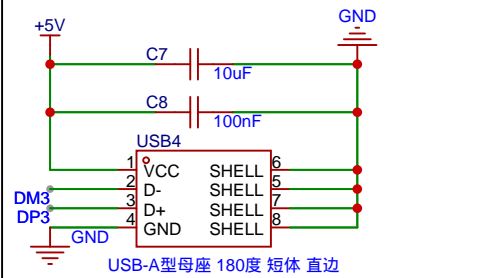 GND
+5V
C7
10uF
C8
100nF
USB4
1 VCC SHELL 6
DM3 2 D- SHELL 5
DP3 3 D+ SHELL 7
4 GND SHELL 8
GND
USB-A型母座 180度 短体 直边